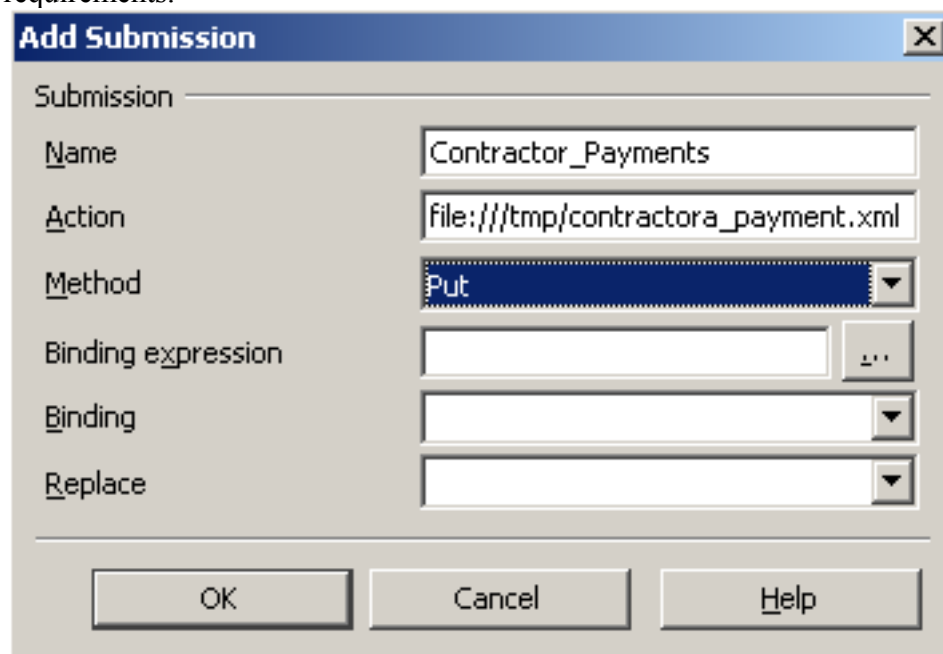 requirements.
Add Submission
Submission
Name Contractor_Payments
Action file:///tmp/contractora_payment.xml
Method Put
Binding expression ...
Binding
Replace
OK Cancel Help